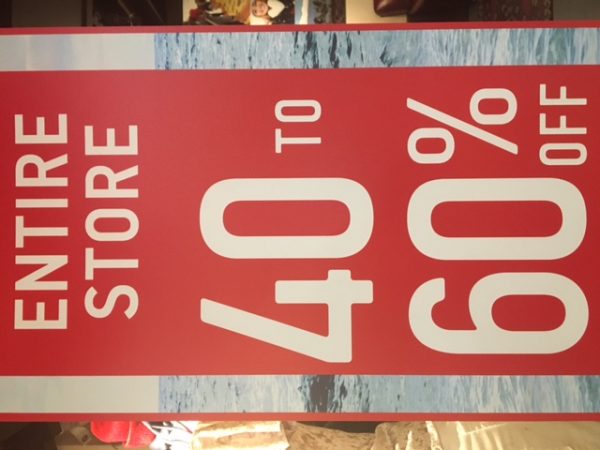 ENTIRE
STORE
40 TO
60% OFF